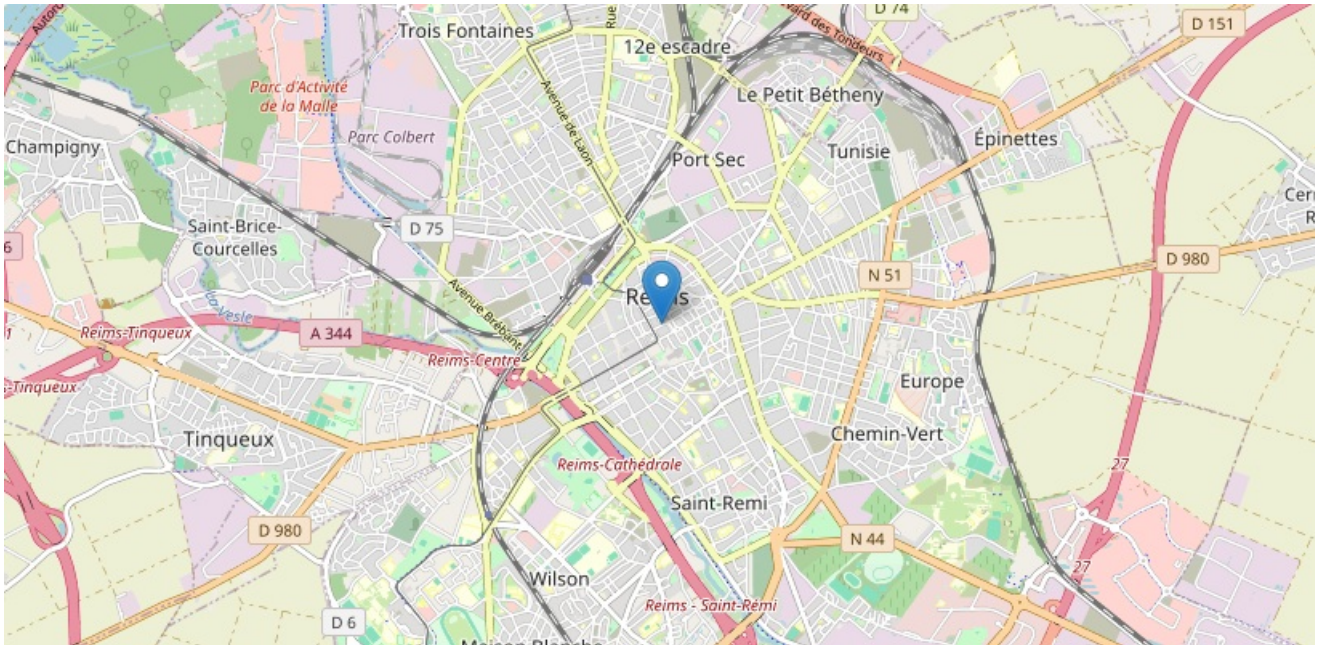 Trois Fontaines
Rue
12e escadre
D 74
D 151
Parc d'Activité
de la Malle
Avenue de Laon
Le Petit Bétheny
Champigny
Parc Colbert
Port Sec
Tunisie
Épinettes
Saint-Brice-
Courcelles
D 75
N 51
D 980
La Vesle
Avenue Brébant
A 344
Reims-Tinqueux
Reims-Centre
Europe
Tinqueux
Chemin-Vert
Reims-Cathédrale
27
Saint-Remi
D 980
N 44
27
Wilson
Reims - Saint-Rémi
D 6